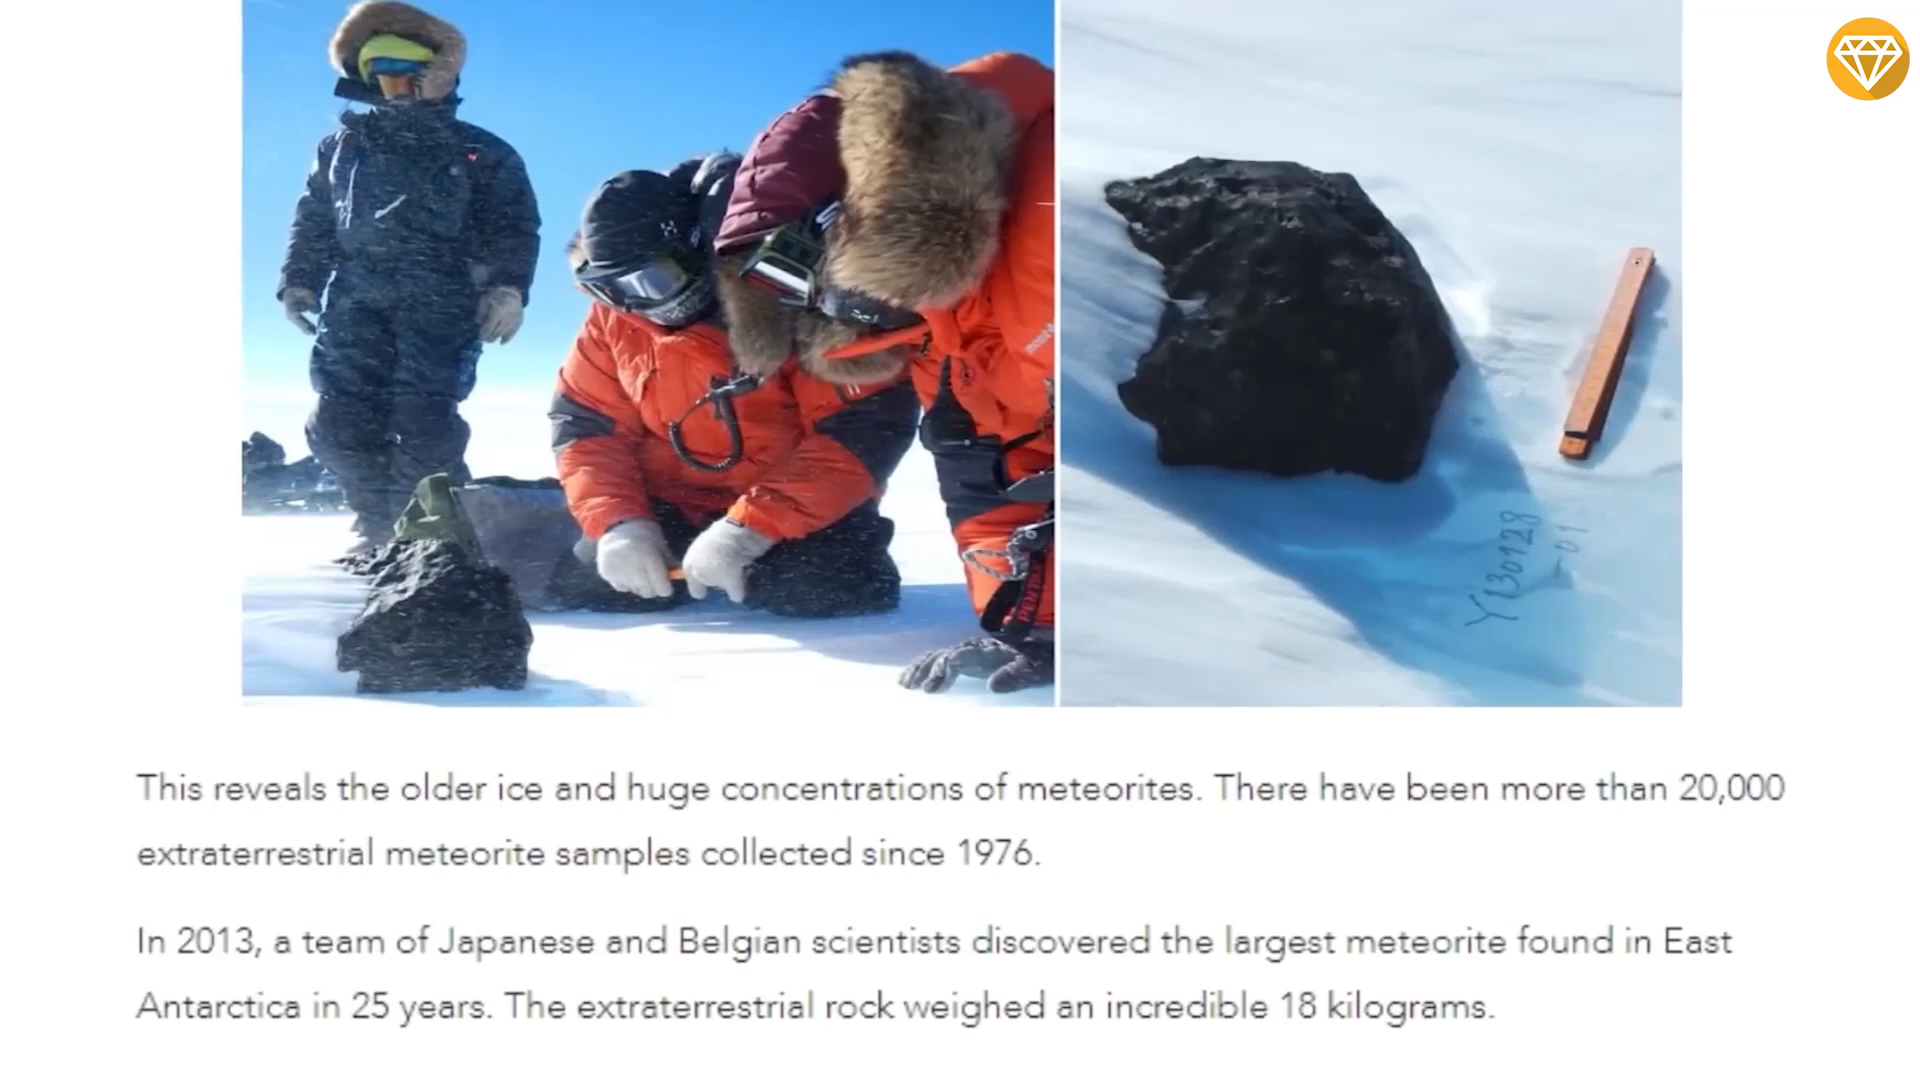 Y130128
-01
PENTAX
This reveals the older ice and huge concentrations of meteorites. There have been more than 20,000
extraterrestrial meteorite samples collected since 1976.
In 2013, a team of Japanese and Belgian scientists discovered the largest meteorite found in East
Antarctica in 25 years. The extraterrestrial rock weighed an incredible 18 kilograms.